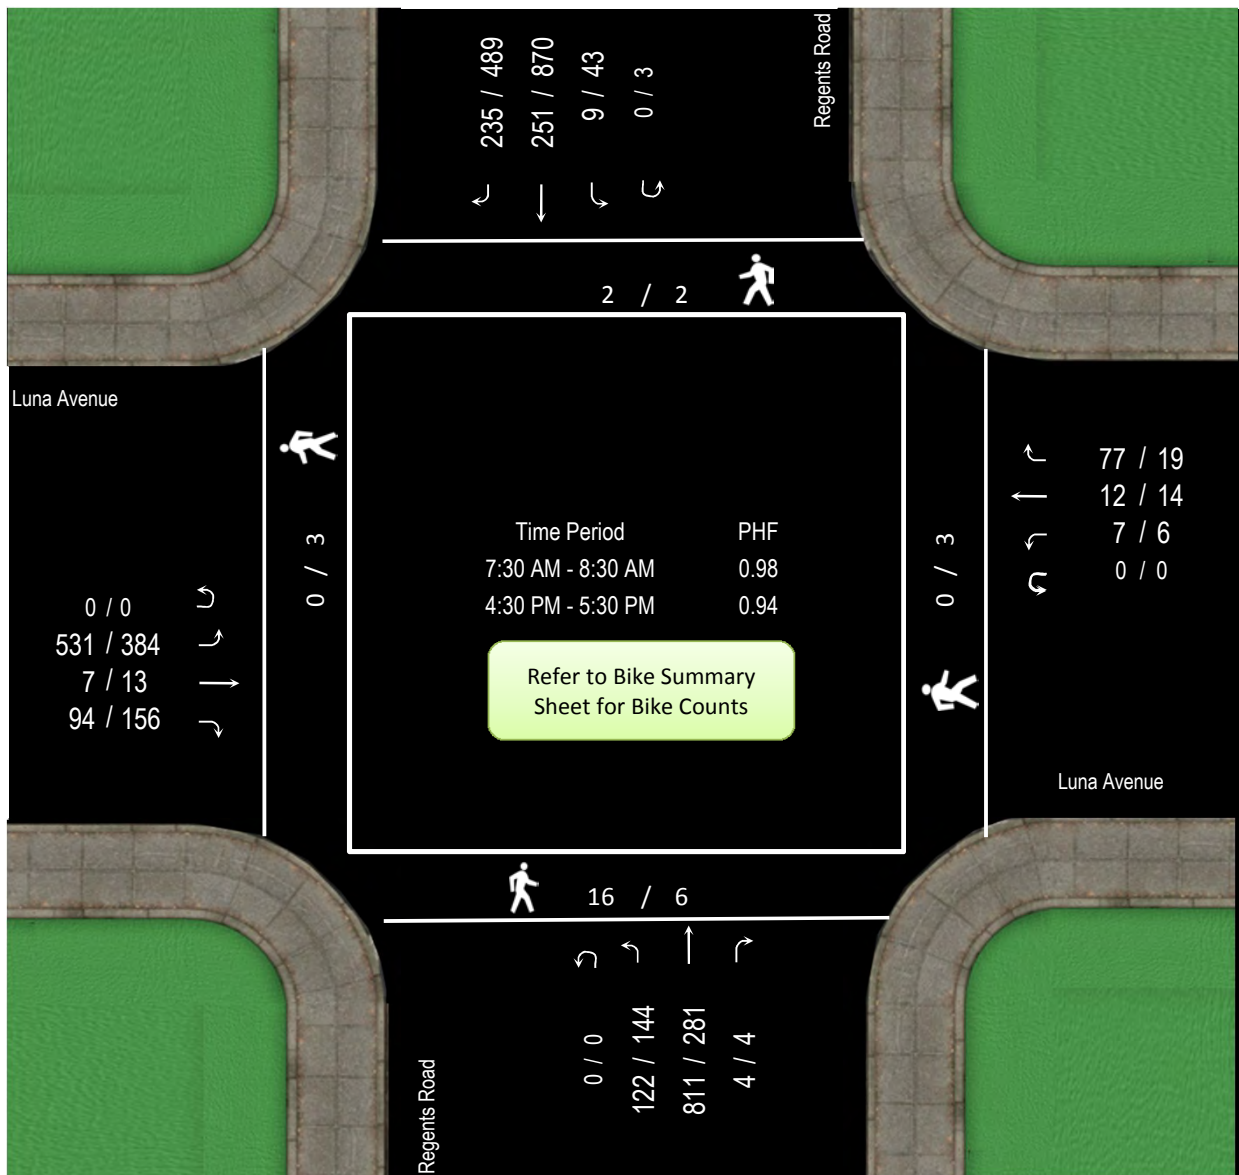 235 / 489
251 / 870
9 / 43
0 / 3
Regents Road
2 / 2
Luna Avenue
0 / 3
0 / 0
531 / 384
7 / 13
94 / 156
Time Period PHF
7:30 AM - 8:30 AM 0.98
4:30 PM - 5:30 PM 0.94
Refer to Bike Summary
Sheet for Bike Counts
0 / 3
77 / 19
12 / 14
7 / 6
0 / 0
Luna Avenue
16 / 6
0 / 0
122 / 144
811 / 281
4 / 4
Regents Road